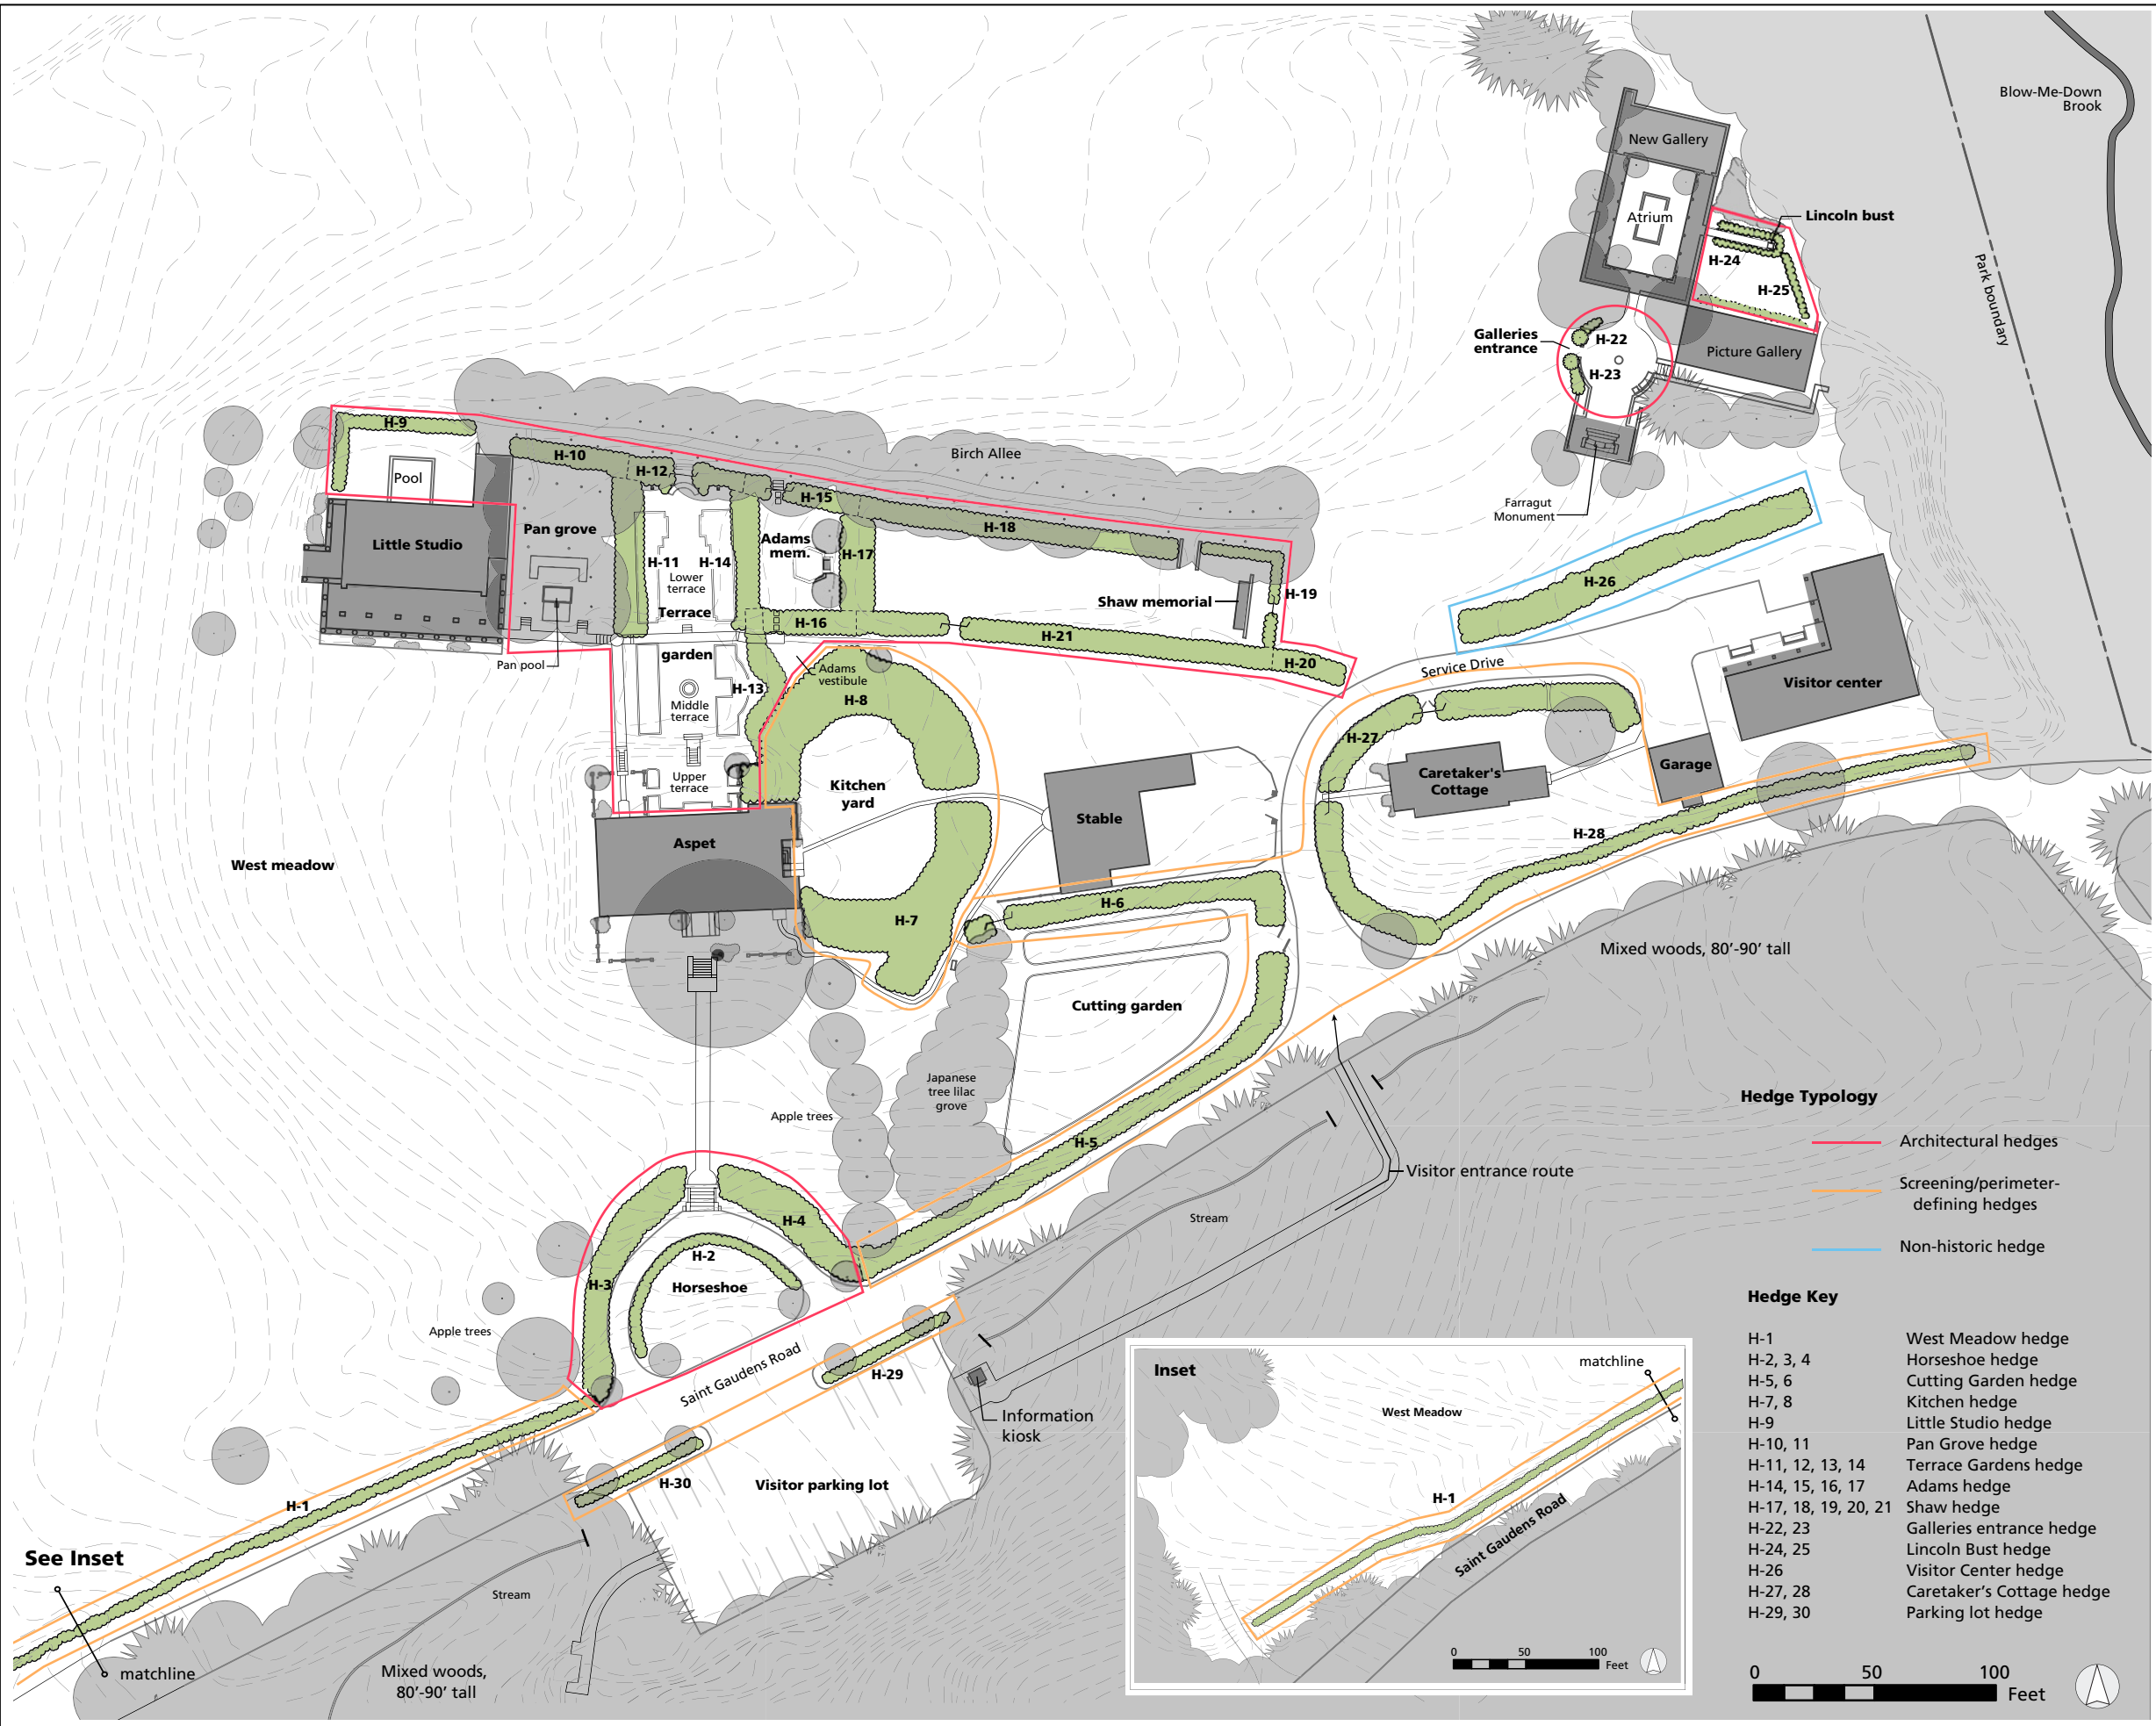 Blow-Me-Down
Brook
New Gallery
Atrium
Lincoln bust
H-24
H-25
Park boundary
Galleries
entrance
H-22
H-23
Picture Gallery
Farragut
Monument
H-9
Pool
H-10
H-12
Birch Allee
H-15
H-18
Little Studio
Pan grove
H-11
H-14
Lower
terrace
Adams
mem.
H-17
Terrace
garden
H-16
Shaw memorial
H-19
H-21
H-20
H-26
Pan pool
Adams
vestibule
H-13
H-8
Middle
terrace
Upper
terrace
Service Drive
Visitor center
H-27
Caretaker's
Cottage
Garage
Kitchen
yard
Stable
H-28
West meadow
Aspet
H-7
H-6
Mixed woods, 80’-90’ tall
Cutting garden
Japanese
tree lilac
grove
Apple trees
H-5
Visitor entrance route
Stream
H-4
H-2
H-3
Horseshoe
Apple trees
Saint Gaudens Road
H-29
Information
kiosk
H-30
Visitor parking lot
H-1
See Inset
matchline
Stream
Mixed woods,
80’-90’ tall
Inset
matchline
West Meadow
H-1
Saint Gaudens Road
0 50 100
Feet
Hedge Typology
Architectural hedges
Screening/perimeter-
defining hedges
Non-historic hedge
Hedge Key
H-1 West Meadow hedge
H-2, 3, 4 Horseshoe hedge
H-5, 6 Cutting Garden hedge
H-7, 8 Kitchen hedge
H-9 Little Studio hedge
H-10, 11 Pan Grove hedge
H-11, 12, 13, 14 Terrace Gardens hedge
H-14, 15, 16, 17 Adams hedge
H-17, 18, 19, 20, 21 Shaw hedge
H-22, 23 Galleries entrance hedge
H-24, 25 Lincoln Bust hedge
H-26 Visitor Center hedge
H-27, 28 Caretaker’s Cottage hedge
H-29, 30 Parking lot hedge
0 50 100
Feet